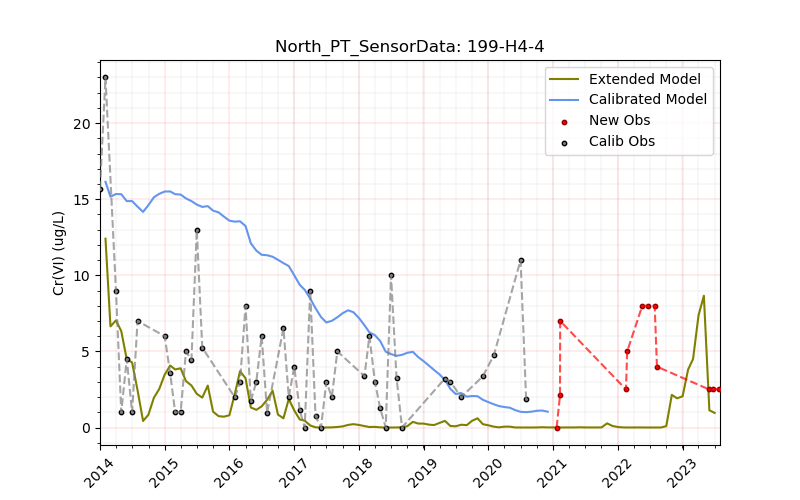 North_PT_SensorData: 199-H4-4
Extended Model
Calibrated Model
New Obs
Calib Obs
Cr(VI) (ug/L)
20
15
10
5
0
2014 2015 2016 2017 2018 2019 2020 2021 2022 2023